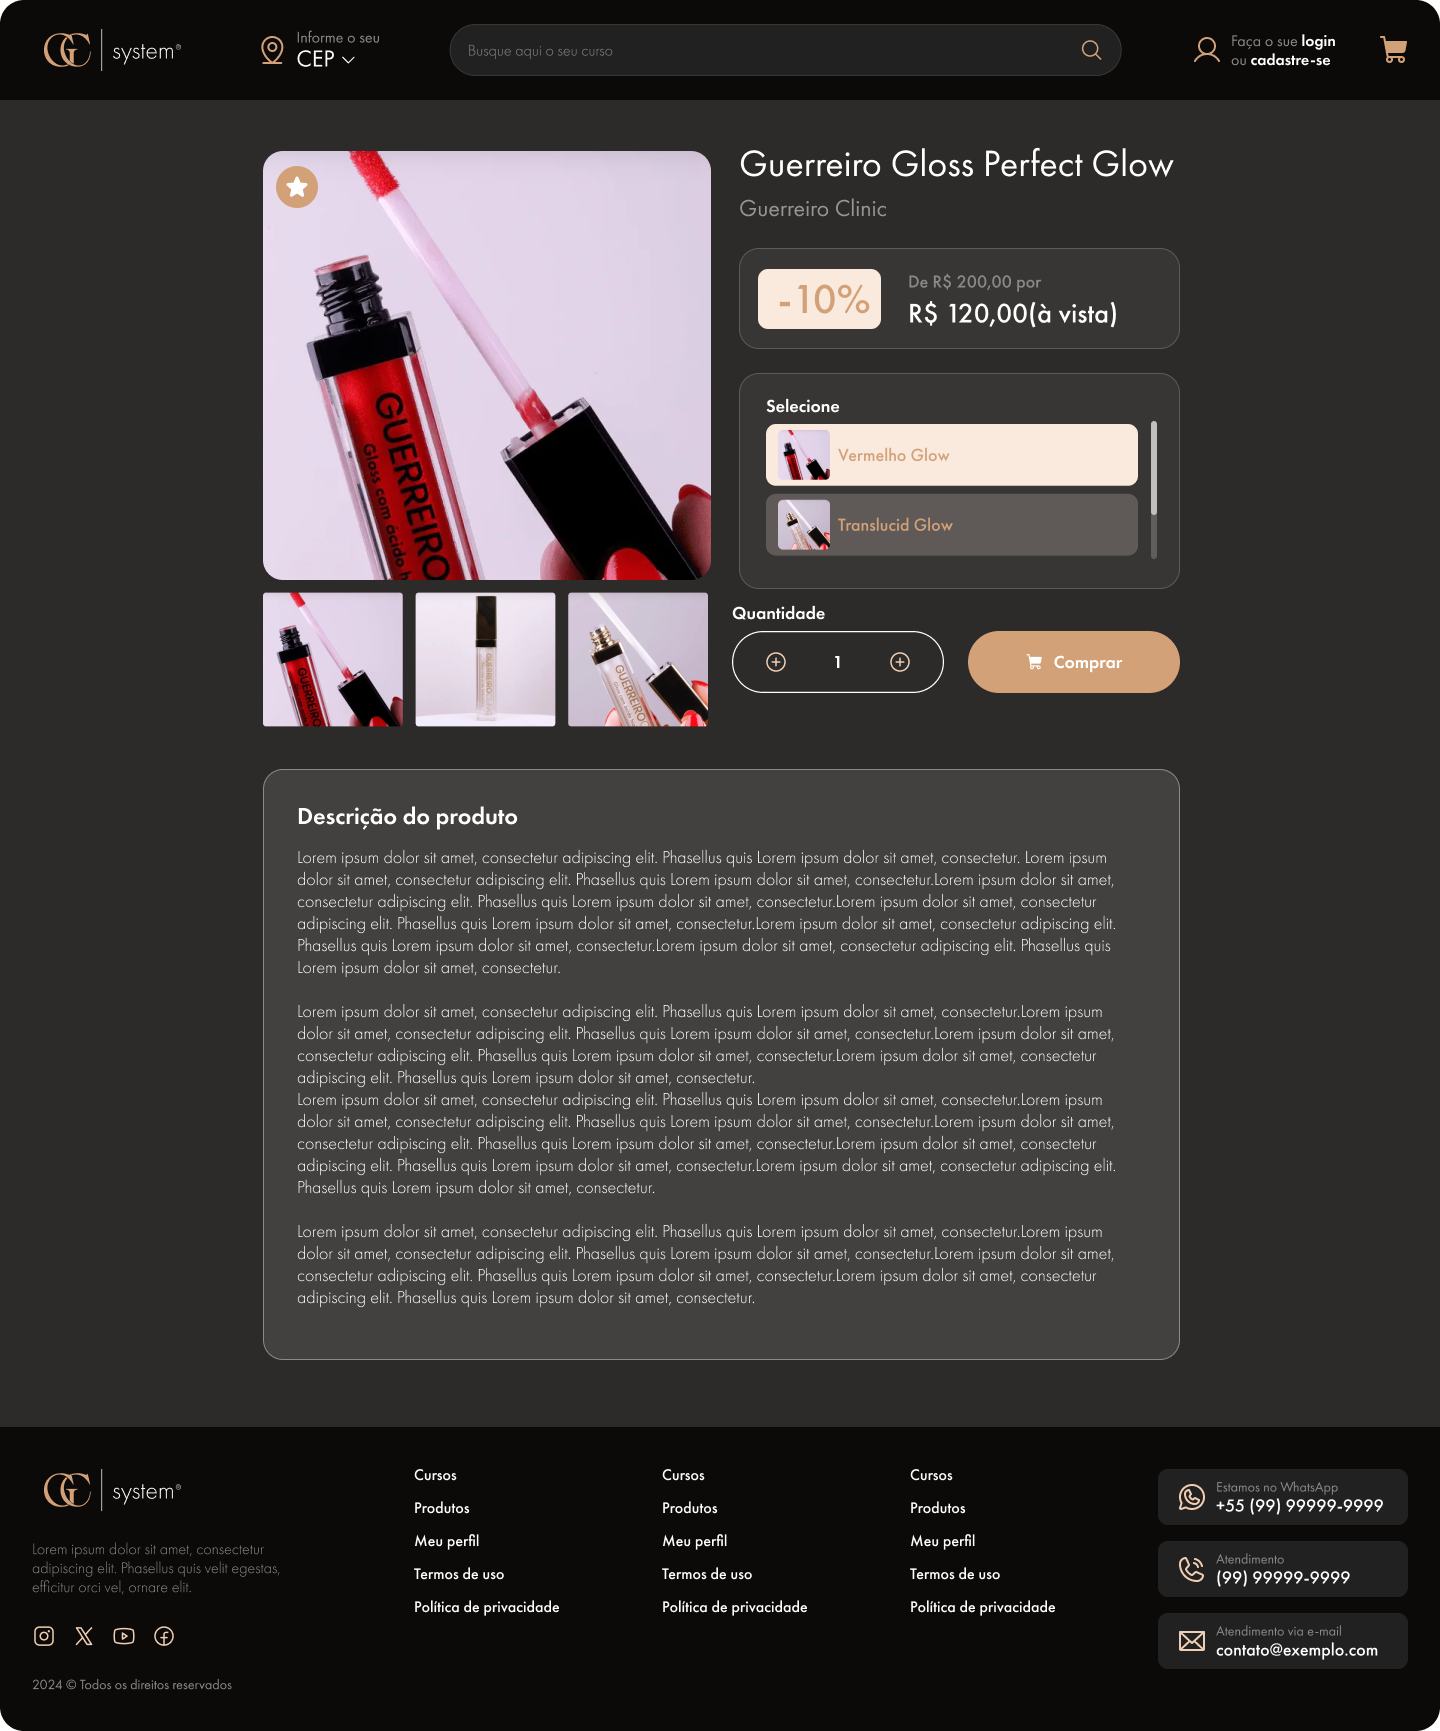 GC system®
Informe o seu
CEP
Busque aqui o seu curso
Faça o sue login
ou cadastre-se
Guerreiro Gloss Perfect Glow
Guerreiro Clinic
-10%
De R$ 200,00 por
R$ 120,00(à vista)
GUERREIRO
Gloss com ácido h
Selecione
Vermelho Glow
Translucid Glow
Quantidade
1
Comprar
GUERREIRO
GUERREIRO
GUERREIRO
Descrição do produto
Lorem ipsum dolor sit amet, consectetur adipiscing elit. Phasellus quis Lorem ipsum dolor sit amet, consectetur. Lorem ipsum
dolor sit amet, consectetur adipiscing elit. Phasellus quis Lorem ipsum dolor sit amet, consectetur.Lorem ipsum dolor sit amet,
consectetur adipiscing elit. Phasellus quis Lorem ipsum dolor sit amet, consectetur.Lorem ipsum dolor sit amet, consectetur
adipiscing elit. Phasellus quis Lorem ipsum dolor sit amet, consectetur.Lorem ipsum dolor sit amet, consectetur adipiscing elit.
Phasellus quis Lorem ipsum dolor sit amet, consectetur.Lorem ipsum dolor sit amet, consectetur adipiscing elit. Phasellus quis
Lorem ipsum dolor sit amet, consectetur.
Lorem ipsum dolor sit amet, consectetur adipiscing elit. Phasellus quis Lorem ipsum dolor sit amet, consectetur.Lorem ipsum
dolor sit amet, consectetur adipiscing elit. Phasellus quis Lorem ipsum dolor sit amet, consectetur.Lorem ipsum dolor sit amet,
consectetur adipiscing elit. Phasellus quis Lorem ipsum dolor sit amet, consectetur.Lorem ipsum dolor sit amet, consectetur
adipiscing elit. Phasellus quis Lorem ipsum dolor sit amet, consectetur.
Lorem ipsum dolor sit amet, consectetur adipiscing elit. Phasellus quis Lorem ipsum dolor sit amet, consectetur.Lorem ipsum
dolor sit amet, consectetur adipiscing elit. Phasellus quis Lorem ipsum dolor sit amet, consectetur.Lorem ipsum dolor sit amet,
consectetur adipiscing elit. Phasellus quis Lorem ipsum dolor sit amet, consectetur.Lorem ipsum dolor sit amet, consectetur
adipiscing elit. Phasellus quis Lorem ipsum dolor sit amet, consectetur.Lorem ipsum dolor sit amet, consectetur adipiscing elit.
Phasellus quis Lorem ipsum dolor sit amet, consectetur.
Lorem ipsum dolor sit amet, consectetur adipiscing elit. Phasellus quis Lorem ipsum dolor sit amet, consectetur.Lorem ipsum
dolor sit amet, consectetur adipiscing elit. Phasellus quis Lorem ipsum dolor sit amet, consectetur.Lorem ipsum dolor sit amet,
consectetur adipiscing elit. Phasellus quis Lorem ipsum dolor sit amet, consectetur.Lorem ipsum dolor sit amet, consectetur
adipiscing elit. Phasellus quis Lorem ipsum dolor sit amet, consectetur.
GC system®
Lorem ipsum dolor sit amet, consectetur
adipiscing elit. Phasellus quis velit egestas,
efficitur orci vel, ornare elit.
2024 © Todos os direitos reservados
Cursos
Produtos
Meu perfil
Termos de uso
Política de privacidade
Cursos
Produtos
Meu perfil
Termos de uso
Política de privacidade
Cursos
Produtos
Meu perfil
Termos de uso
Política de privacidade
Estamos no WhatsApp
+55 (99) 99999-9999
Atendimento
(99) 99999-9999
Atendimento via e-mail
contato@exemplo.com